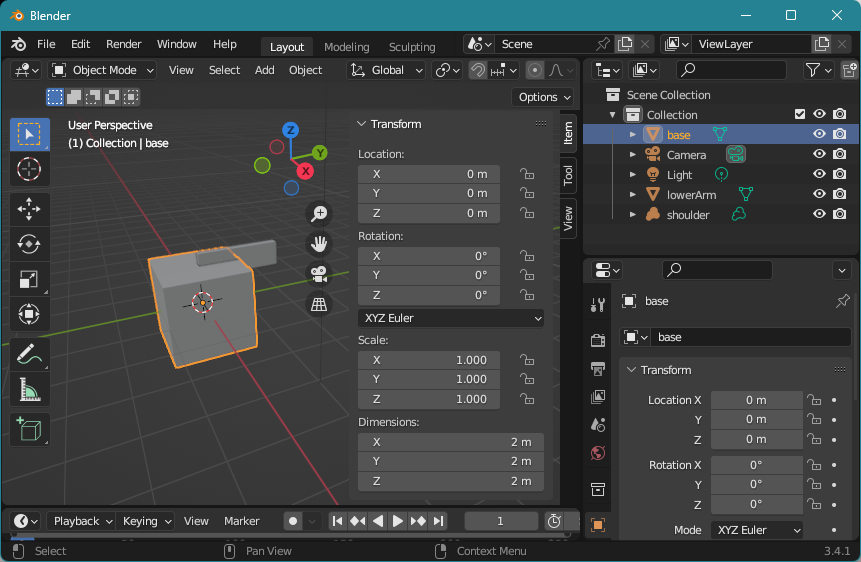 Blender
File Edit Render Window Help Layout Modeling Sculpting Scene ViewLayer
Object Mode View Select Add Object Global
Options
User Perspective
(1) Collection | base
Z
Y
X
Transform
Location:
X 0 m
Y 0 m
Z 0 m
Rotation:
X 0°
Y 0°
Z 0°
XYZ Euler
Scale:
X 1.000
Y 1.000
Z 1.000
Dimensions:
X 2 m
Y 2 m
Z 2 m
Item
Tool
View
Scene Collection
Collection
base
Camera
Light
lowerArm
shoulder
base
base
Transform
Location X 0 m
Y 0 m
Z 0 m
Rotation X 0°
Y 0°
Z 0°
Mode XYZ Euler
Playback Keying View Marker 1
Select Pan View Context Menu 3.4.1